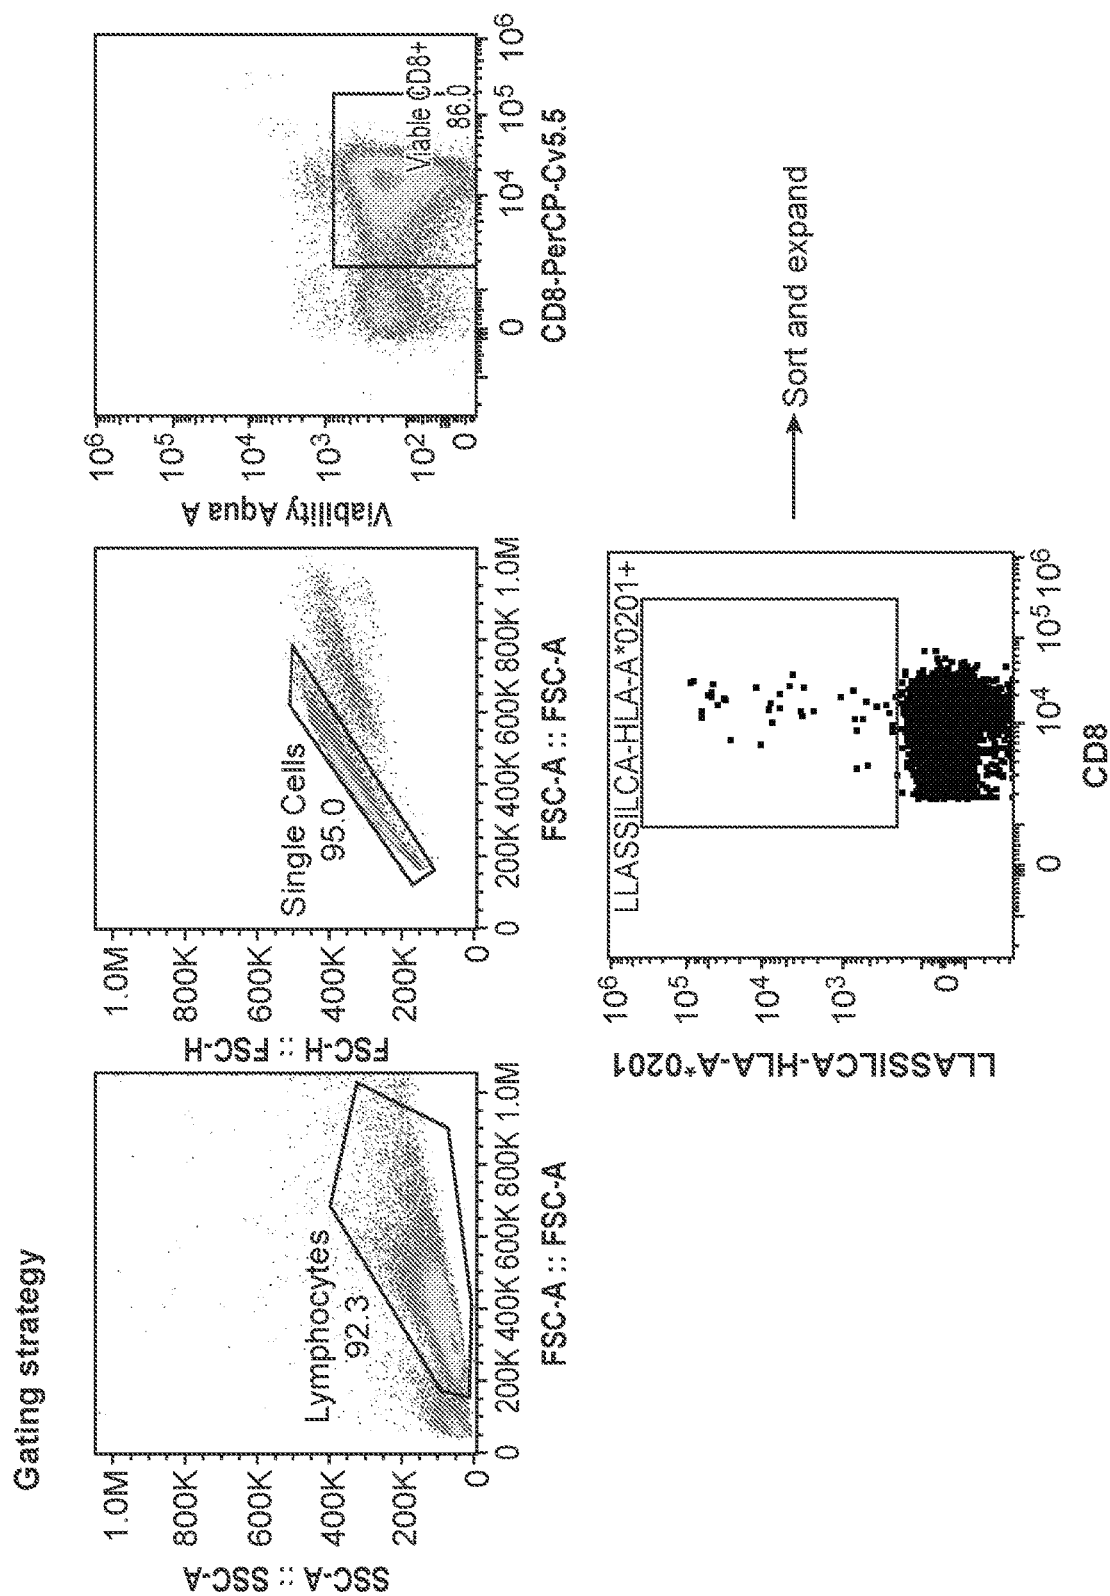 Gating strategy
SSC-A :: SSC-A
1.0M
800K
600K
400K
200K
0
Lymphocytes
92.3
0 200K 400K 600K 800K 1.0M
FSC-A :: FSC-A
FSC-H :: FSC-H
1.0M
800K
600K
400K
200K
0
Single Cells
95.0
0 200K 400K 600K 800K 1.0M
FSC-A :: FSC-A
Viability Aqua A
10^6
10^5
10^4
10^3
10^2
0
Viable CD8+
86.0
0 10^4 10^5 10^6
CD8-PerCP-Cv5.5
LLASSILCA-HLA-A*0201
10^6
10^5
10^4
10^3
0
LLASSILCA-HLA-A*0201+
0 10^4 10^5 10^6
CD8
Sort and expand